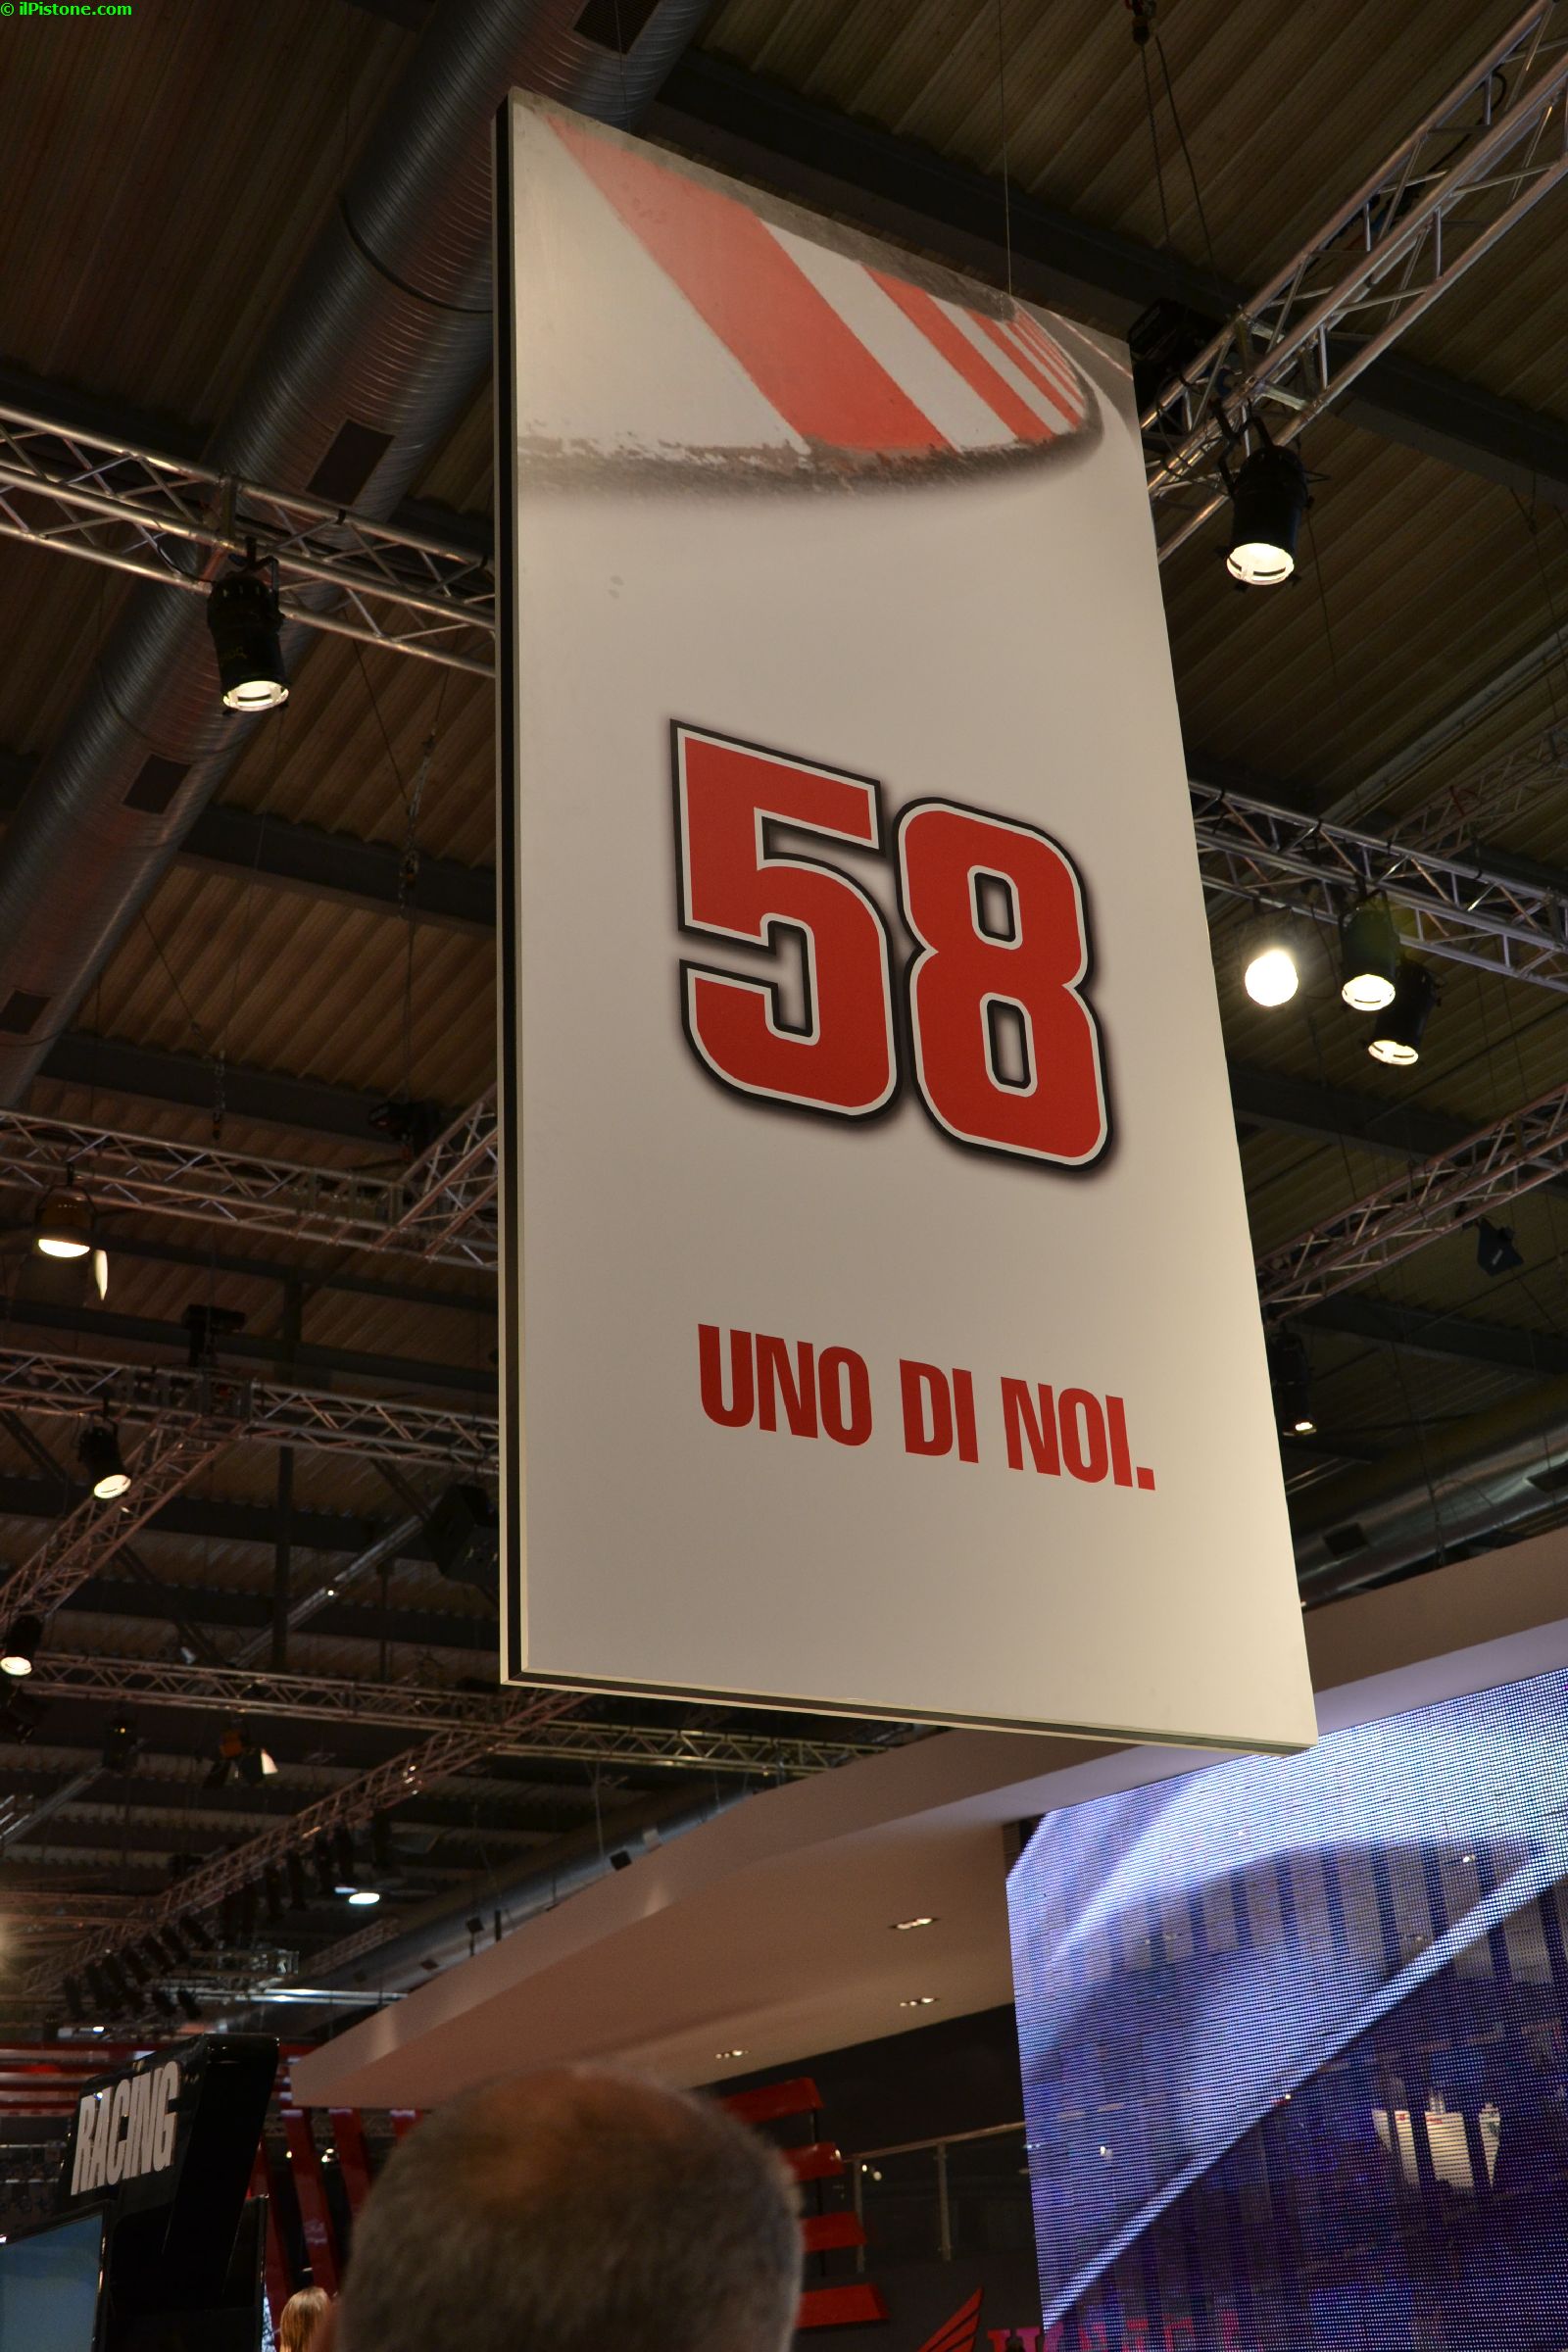 © ilPistone.com
58
UNO DI NOI.
RACING